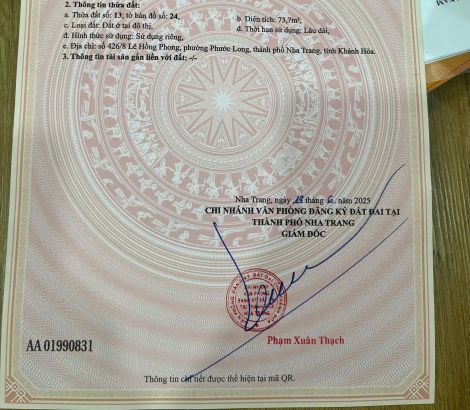 2. Thông tin thửa đất:
a. Thửa đất số: 13; tờ bản đồ số: 24,
b. Diện tích: 73,7m².
c. Loại đất: Đất ở tại đô thị,
d. Thời hạn sử dụng: Lâu dài,
đ. Hình thức sử dụng: Sử dụng riêng,
e. Địa chỉ: số 426/8 Lê Hồng Phong, phường Phước Long, thành phố Nha Trang, tỉnh Khánh Hòa.
3. Thông tin tài sản gắn liền với đất: -/-
Nha Trang, ngày tháng 6 năm 2025
CHI NHÁNH VĂN PHÒNG ĐĂNG KÝ ĐẤT ĐAI TẠI
THÀNH PHỐ NHA TRANG
GIÁM ĐỐC
Phạm Xuân Thạch
AA 01990831
Thông tin chi tiết được thể hiện tại mã QR.